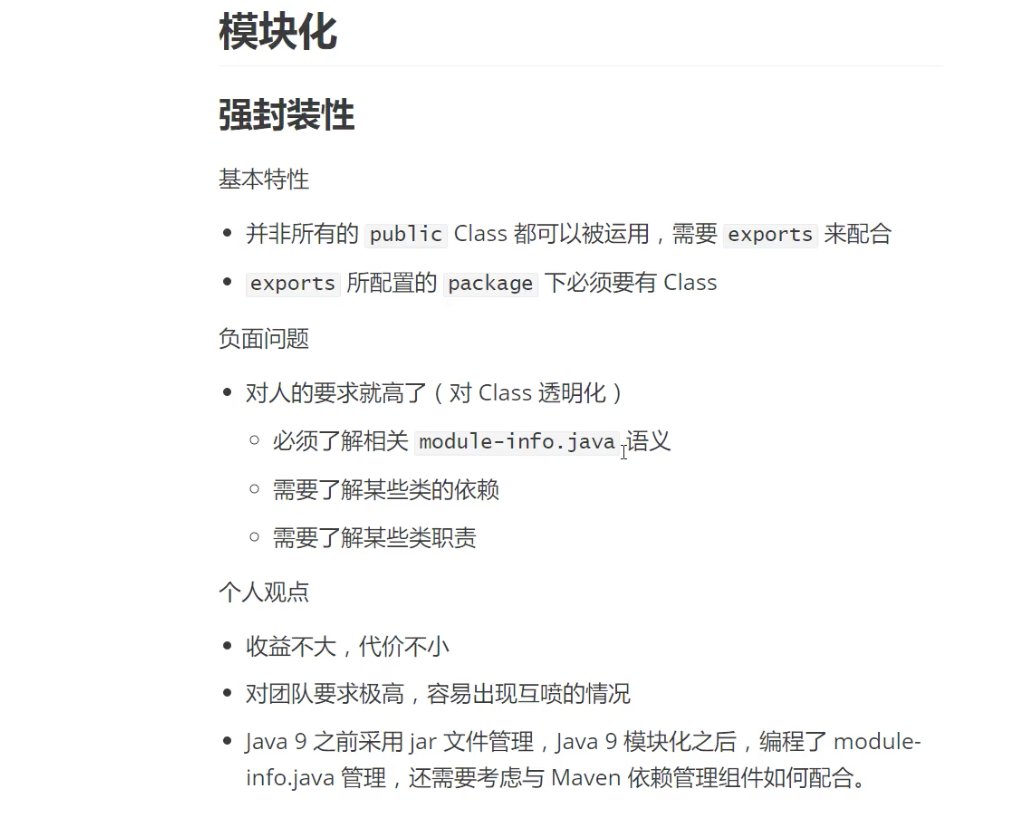 模块化
强封装性
基本特性
并非所有的 public Class 都可以被运用，需要 exports 来配合
exports 所配置的 package 下必须要有 Class
负面问题
对人的要求就高了（对 Class 透明化）
必须了解相关 module-info.java 语义
需要了解某些类的依赖
需要了解某些类职责
个人观点
收益不大，代价不小
对团队要求极高，容易出现互喷的情况
Java 9 之前采用 jar 文件管理，Java 9 模块化之后，编程了 module-
info.java 管理，还需要考虑与 Maven 依赖管理组件如何配合。